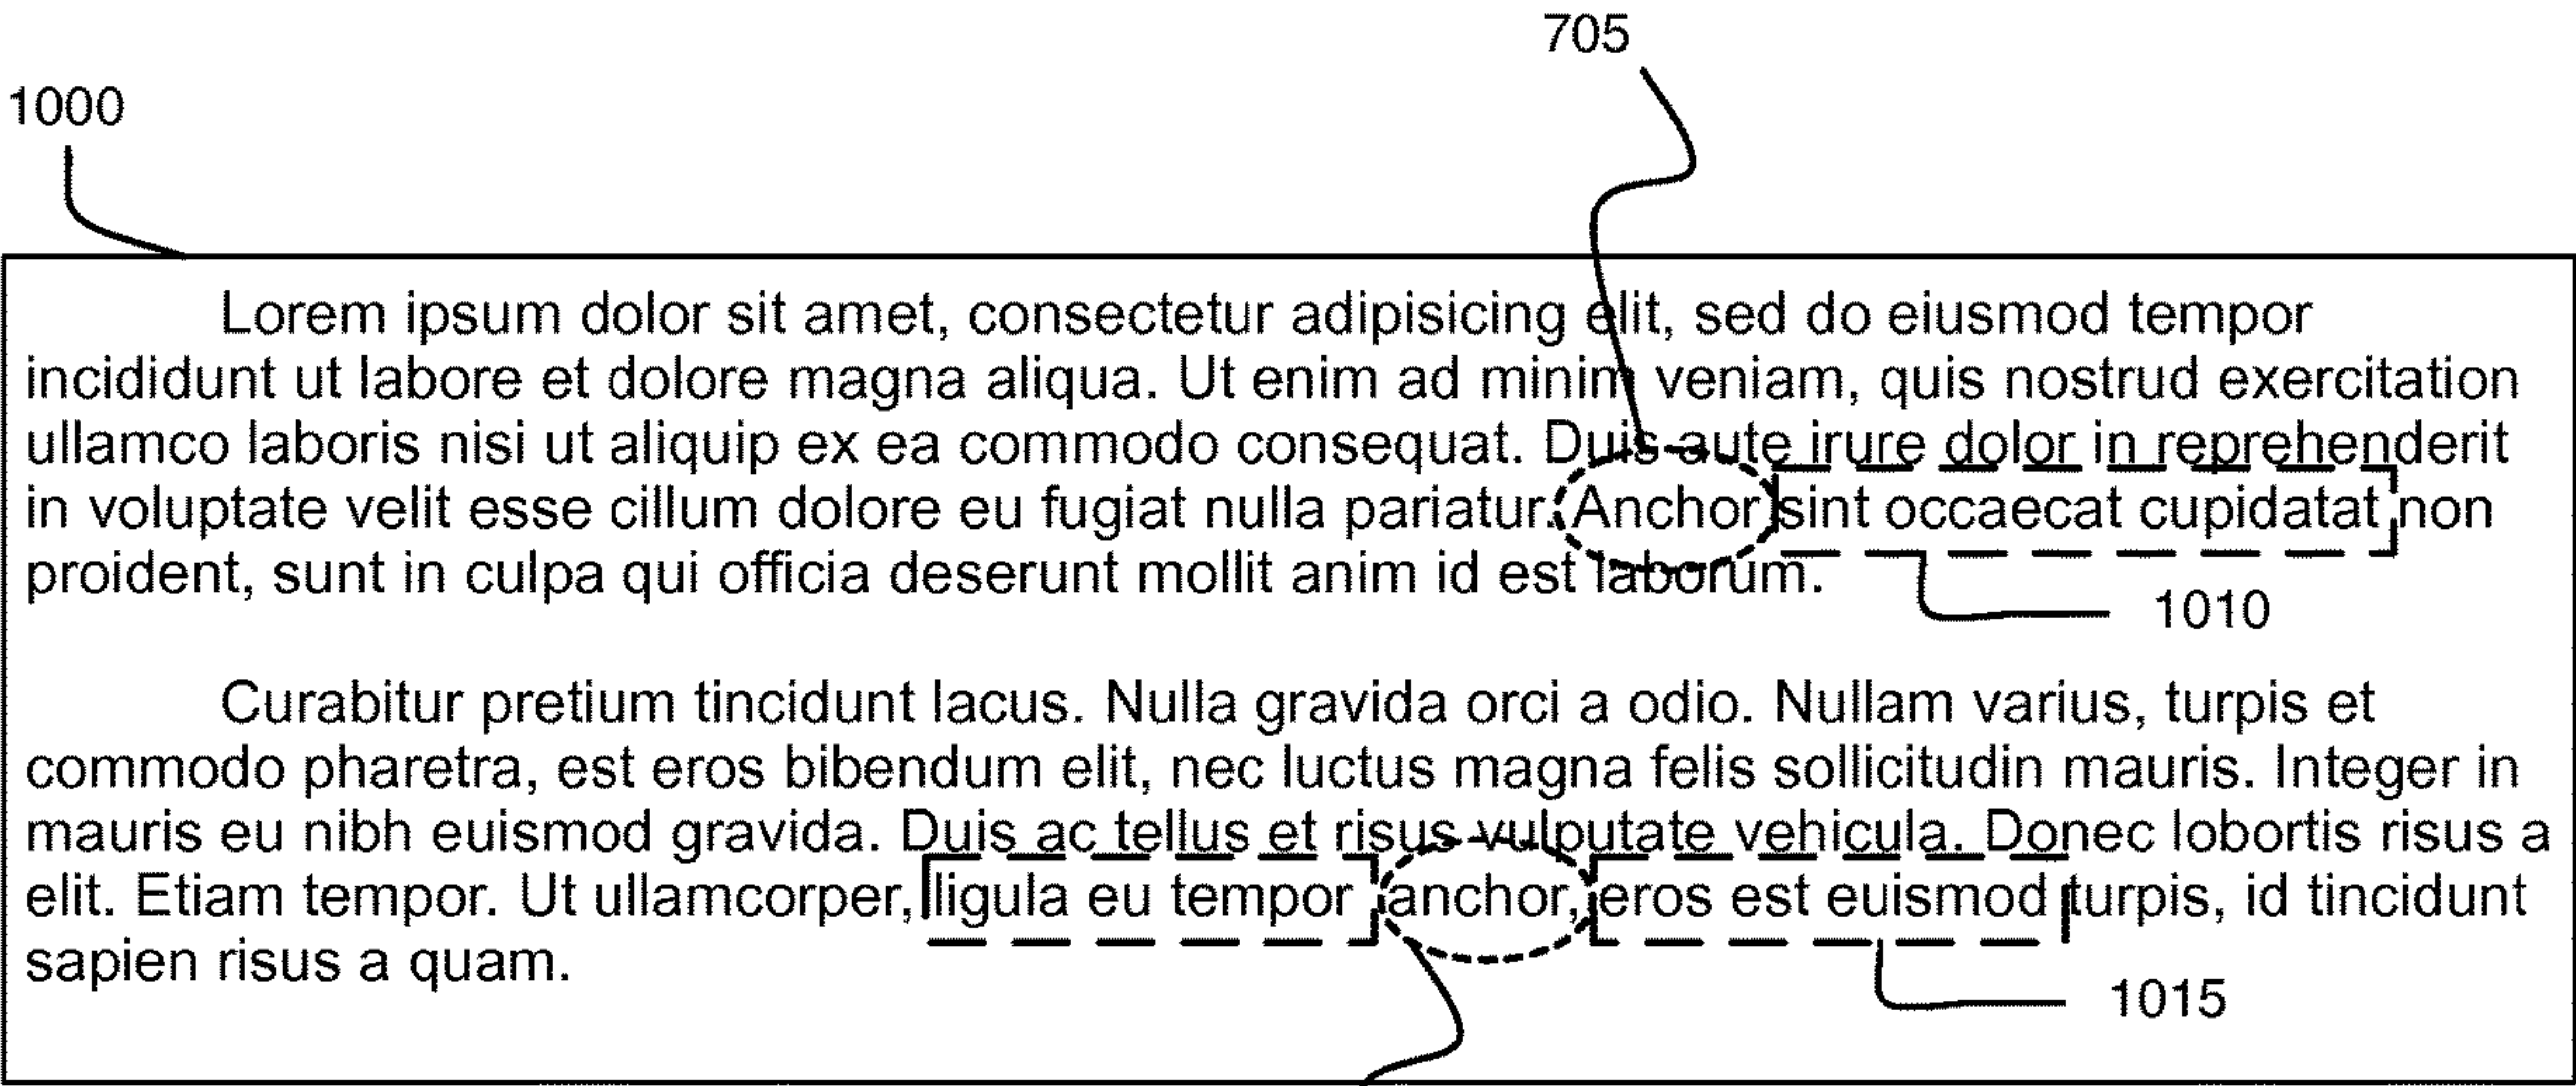 705
1000
Lorem ipsum dolor sit amet, consectetur adipisicing elit, sed do eiusmod tempor
incididunt ut labore et dolore magna aliqua. Ut enim ad minim veniam, quis nostrud exercitation
ullamco laboris nisi ut aliquip ex ea commodo consequat. Duis aute irure dolor in reprehenderit
in voluptate velit esse cillum dolore eu fugiat nulla pariatur. Anchor sint occaecat cupidatat non
proident, sunt in culpa qui officia deserunt mollit anim id est laborum.
1010
Curabitur pretium tincidunt lacus. Nulla gravida orci a odio. Nullam varius, turpis et
commodo pharetra, est eros bibendum elit, nec luctus magna felis sollicitudin mauris. Integer in
mauris eu nibh euismod gravida. Duis ac tellus et risus vulputate vehicula. Donec lobortis risus a
elit. Etiam tempor. Ut ullamcorper, ligula eu tempor anchor, eros est euismod turpis, id tincidunt
sapien risus a quam.
1015